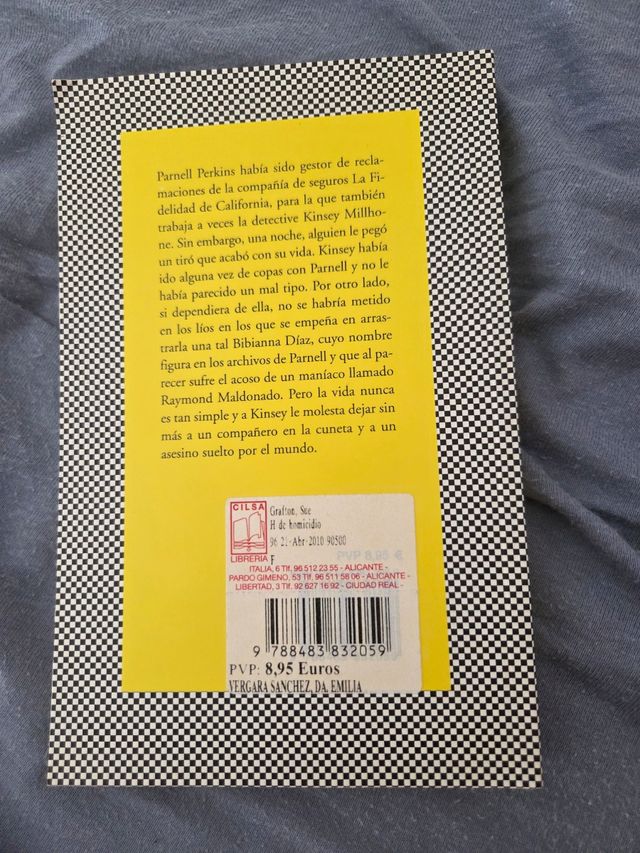 Parnell Perkins había sido gestor de recla-
maciones de la compañía de seguros La Fi-
delidad de California, para la que también
trabaja a veces la detective Kinsey Millho-
ne. Sin embargo, una noche, alguien le pegó
un tiró que acabó con su vida. Kinsey había
ido alguna vez de copas con Parnell y no le
había parecido un mal tipo. Por otro lado,
si dependiera de ella, no se habría metido
en los líos en los que se empeña en arras-
trarla una tal Bibianna Díaz, cuyo nombre
figura en los archivos de Parnell y que al pa-
recer sufre el acoso de un maníaco llamado
Raymond Maldonado. Pero la vida nunca
es tan simple y a Kinsey le molesta dejar sin
más a un compañero en la cuneta y a un
asesino suelto por el mundo.
CILSA
LIBRERIA
Grafton, Sue
H de homicidio
96 21-Abr-2010 90580
F
PVP 8,95 €
ITALIA, 6 Tlf. 96 512 23 55 - ALICANTE -
PARDO GIMENO, 53 Tlf. 96 511 58 06 - ALICANTE -
LIBERTAD, 3 Tlf. 92 627 16 92 - CIUDAD REAL -
9 788483 832059
PVP: 8,95 Euros
VERGARA SANCHEZ, DA. EMILIA